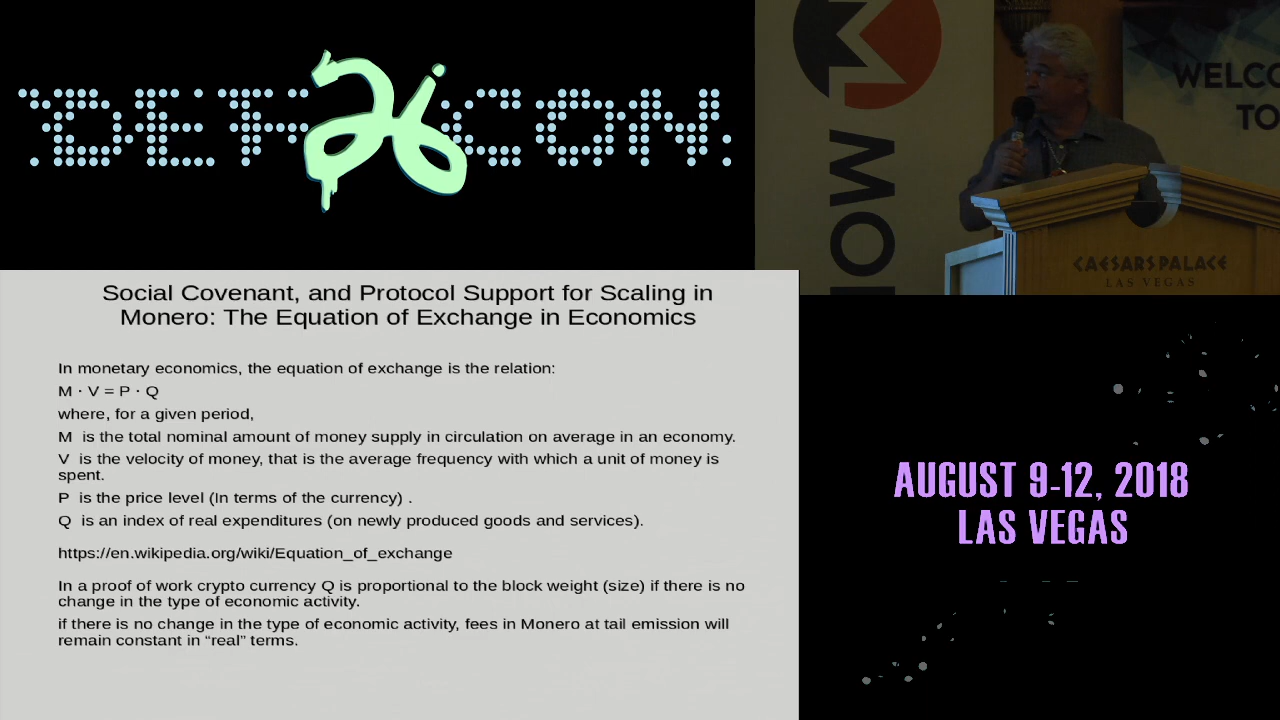 DEF CON
26
WELCO
TO
MON
CAESARS PALACE
LAS VEGAS
Social Covenant, and Protocol Support for Scaling in
Monero: The Equation of Exchange in Economics
In monetary economics, the equation of exchange is the relation:
M · V = P · Q
where, for a given period,
M is the total nominal amount of money supply in circulation on average in an economy.
V is the velocity of money, that is the average frequency with which a unit of money is
spent.
P is the price level (In terms of the currency) .
Q is an index of real expenditures (on newly produced goods and services).
https://en.wikipedia.org/wiki/Equation_of_exchange
In a proof of work crypto currency Q is proportional to the block weight (size) if there is no
change in the type of economic activity.
if there is no change in the type of economic activity, fees in Monero at tail emission will
remain constant in “real” terms.
AUGUST 9-12, 2018
LAS VEGAS